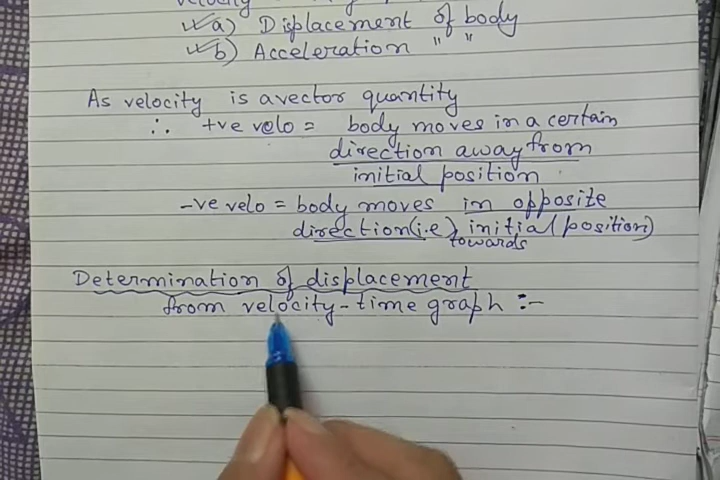 velocity
a) Displacement of body
b) Acceleration " "
As velocity is a vector quantity
∴ +ve velo = body moves in a certain
direction away from
initial position
-ve velo = body moves in opposite
direction (i.e) initial position)
towards
Determination of displacement
from velocity-time graph :-